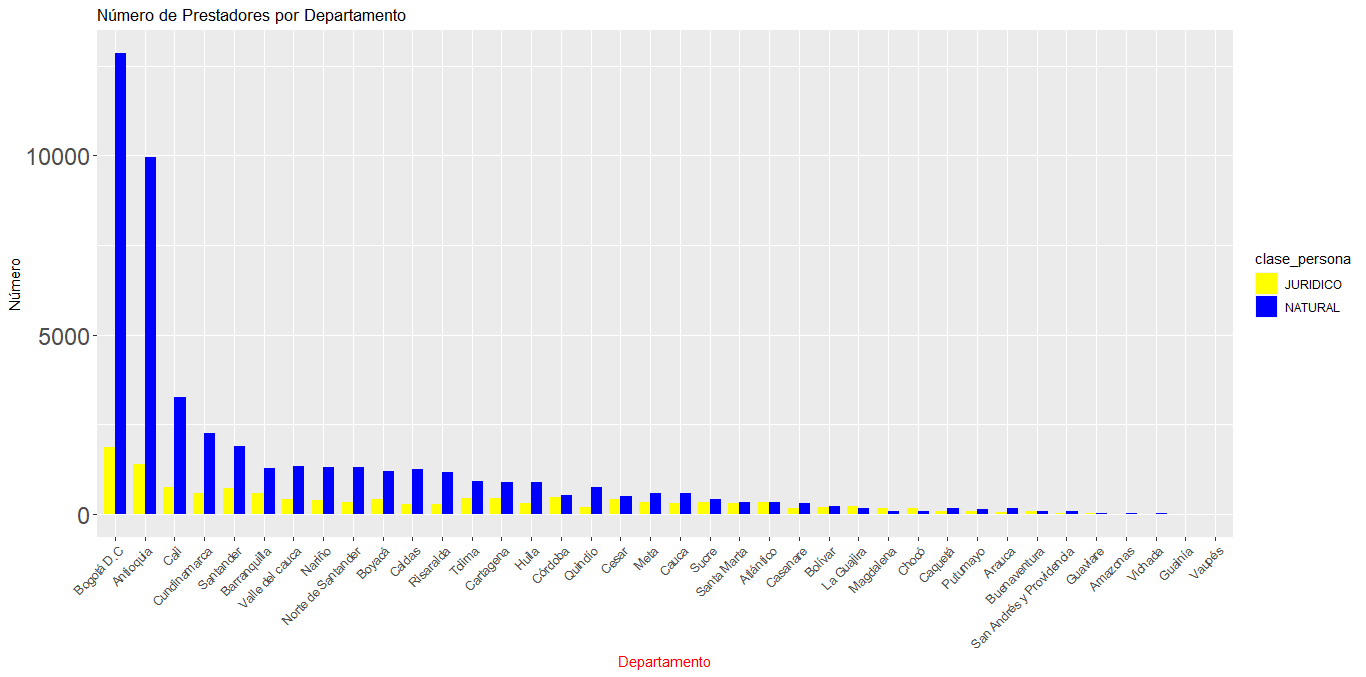 Número de Prestadores por Departamento
Número
10000
5000
0
clase_persona
JURIDICO
NATURAL
Bogotá D.C
Antioquia
Cali
Cundinamarca
Santander
Barranquilla
Valle del cauca
Nariño
Norte de Santander
Boyacá
Caldas
Risaralda
Tolima
Cartagena
Huila
Córdoba
Quindío
Cesar
Meta
Cauca
Sucre
Santa Marta
Atlántico
Casanare
Bolívar
La Guajira
Magdalena
Chocó
Caquetá
Putumayo
Arauca
Buenaventura
San Andrés y Providencia
Guaviare
Amazonas
Vichada
Guainía
Vaupés
Departamento